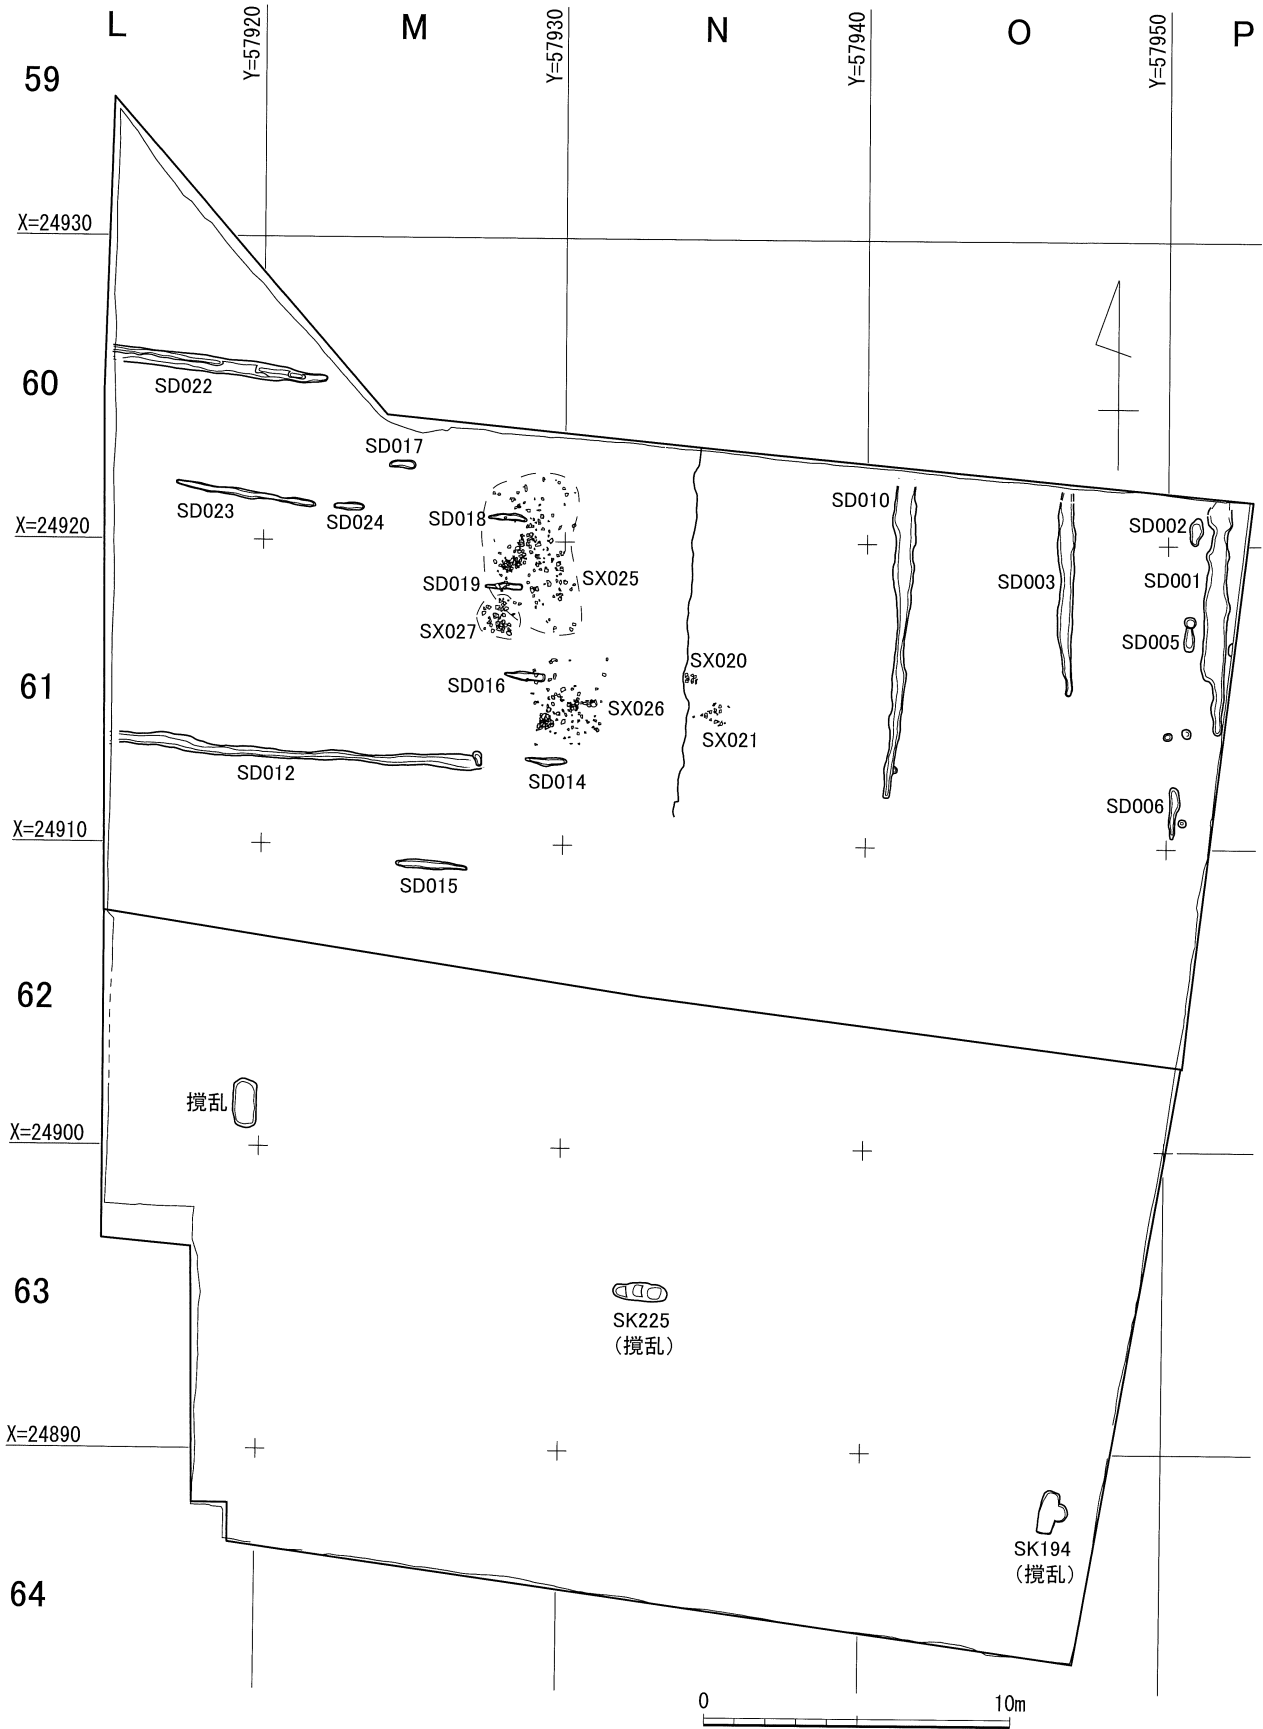 L
M
N
O
P
Y=57920
Y=57930
Y=57940
Y=57950
59
X=24930
60
SD022
SD017
SD023
SD024
SD018
SD010
SD002
X=24920
SD019
SX025
SD003
SD001
SX027
SD005
61
SD016
SX020
SX026
SX021
SD012
SD014
SD006
X=24910
SD015
62
撹乱
X=24900
63
SK225
(撹乱)
X=24890
SK194
(撹乱)
64
0
10m